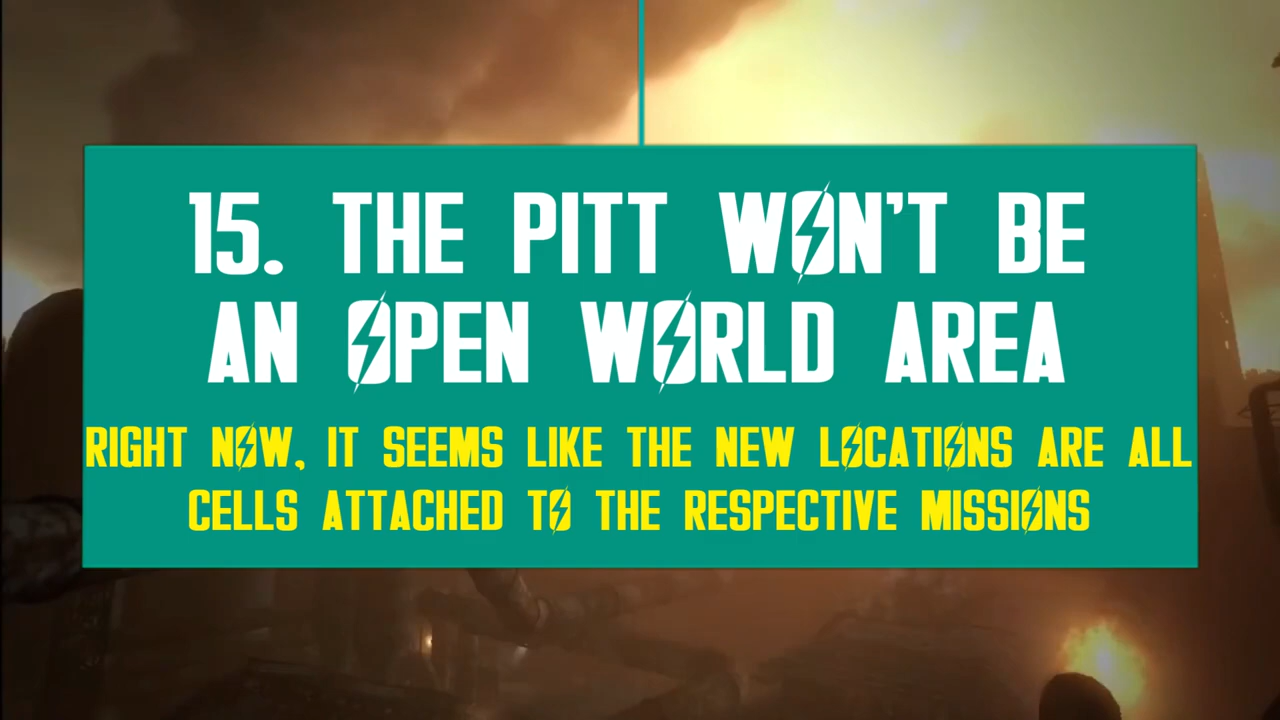 15. THE PITT WON'T BE
AN OPEN WORLD AREA
RIGHT NOW, IT SEEMS LIKE THE NEW LOCATIONS ARE ALL
CELLS ATTACHED TO THE RESPECTIVE MISSIONS